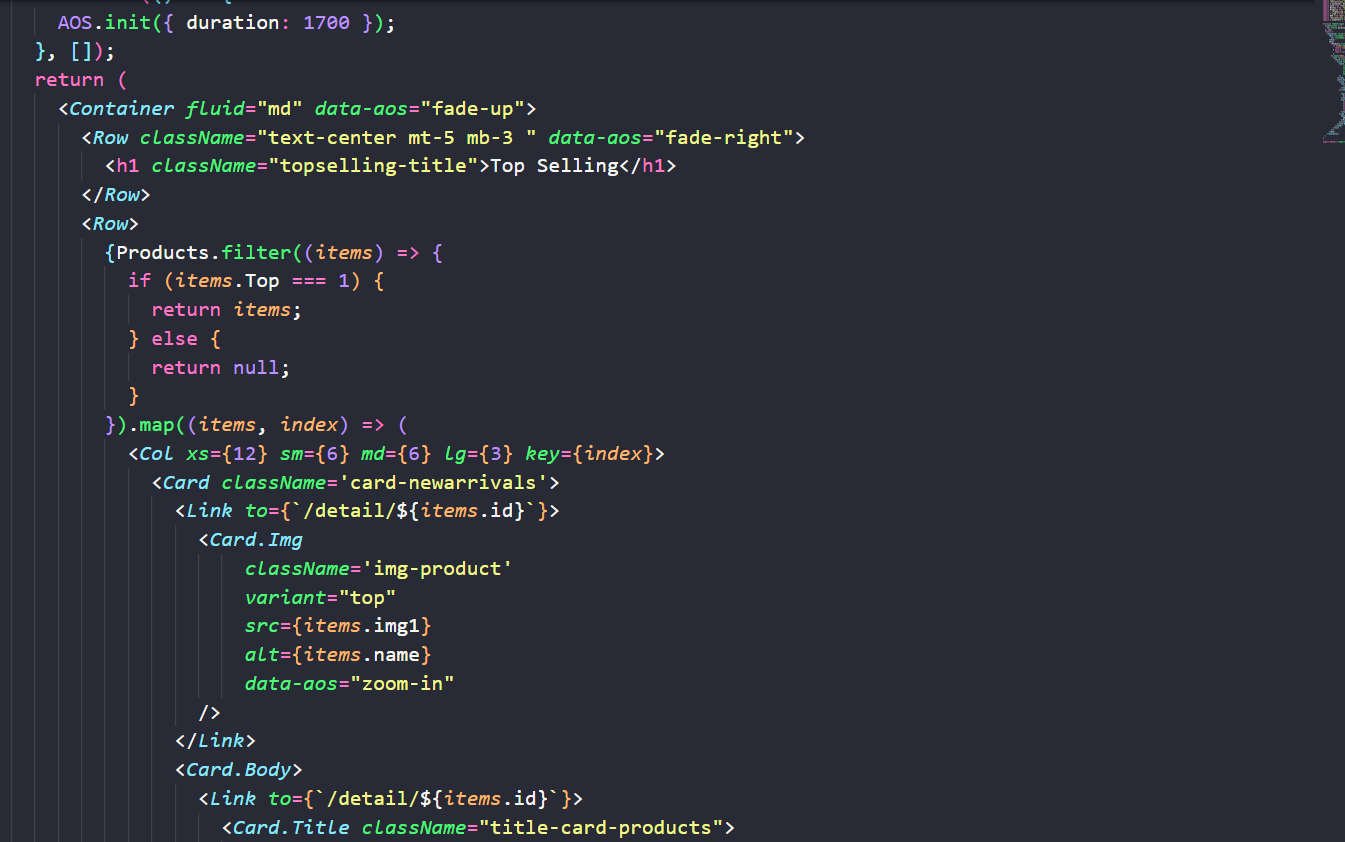 AOS.init({ duration: 1700 });
}, []);
return (
<Container fluid="md" data-aos="fade-up">
<Row className="text-center mt-5 mb-3 " data-aos="fade-right">
<h1 className="topselling-title">Top Selling</h1>
</Row>
<Row>
{Products.filter((items) => {
if (items.Top === 1) {
return items;
} else {
return null;
}
}).map((items, index) => (
<Col xs={12} sm={6} md={6} lg={3} key={index}>
<Card className='card-newarrivals'>
<Link to={`/detail/${items.id}`}>
<Card.Img
className='img-product'
variant="top"
src={items.img1}
alt={items.name}
data-aos="zoom-in"
/>
</Link>
<Card.Body>
<Link to={`/detail/${items.id}`}>
<Card.Title className="title-card-products">